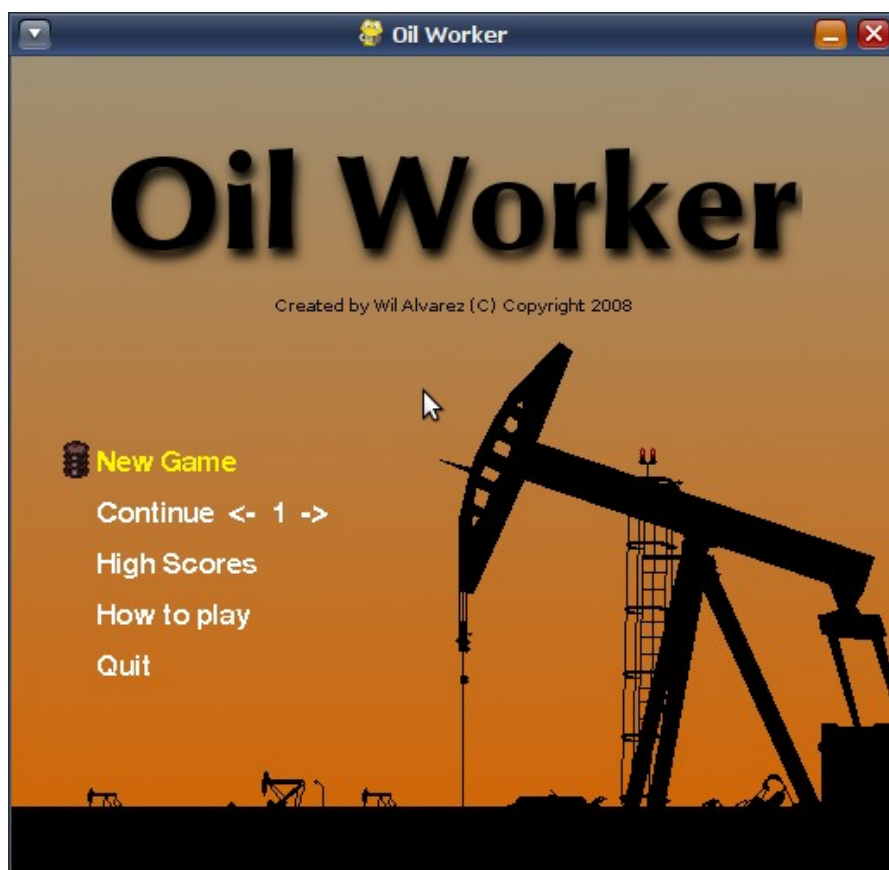 Oil Worker
Oil Worker
Created by Wil Alvarez (C) Copyright 2008
New Game
Continue <- 1 ->
High Scores
How to play
Quit